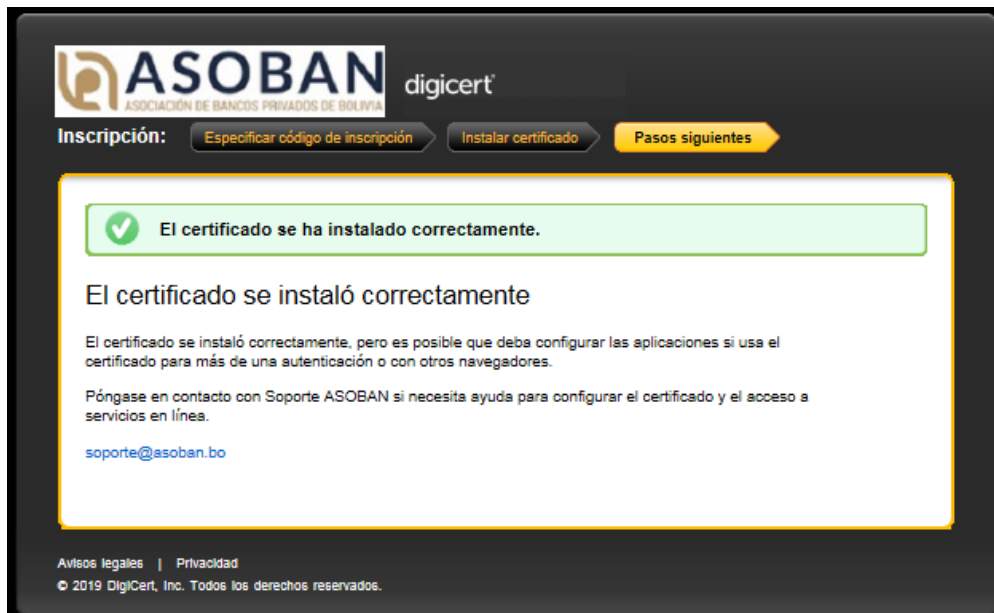 ASOBAN
ASOCIACIÓN DE BANCOS PRIVADOS DE BOLIVIA
digicert
Inscripción: Especificar código de inscripción Instalar certificado Pasos siguientes
El certificado se ha instalado correctamente.
El certificado se instaló correctamente
El certificado se instaló correctamente, pero es posible que deba configurar las aplicaciones si usa el
certificado para más de una autenticación o con otros navegadores.
Póngase en contacto con Soporte ASOBAN si necesita ayuda para configurar el certificado y el acceso a
servicios en línea.
soporte@asoban.bo
Avisos legales | Privacidad
© 2019 DigiCert, Inc. Todos los derechos reservados.